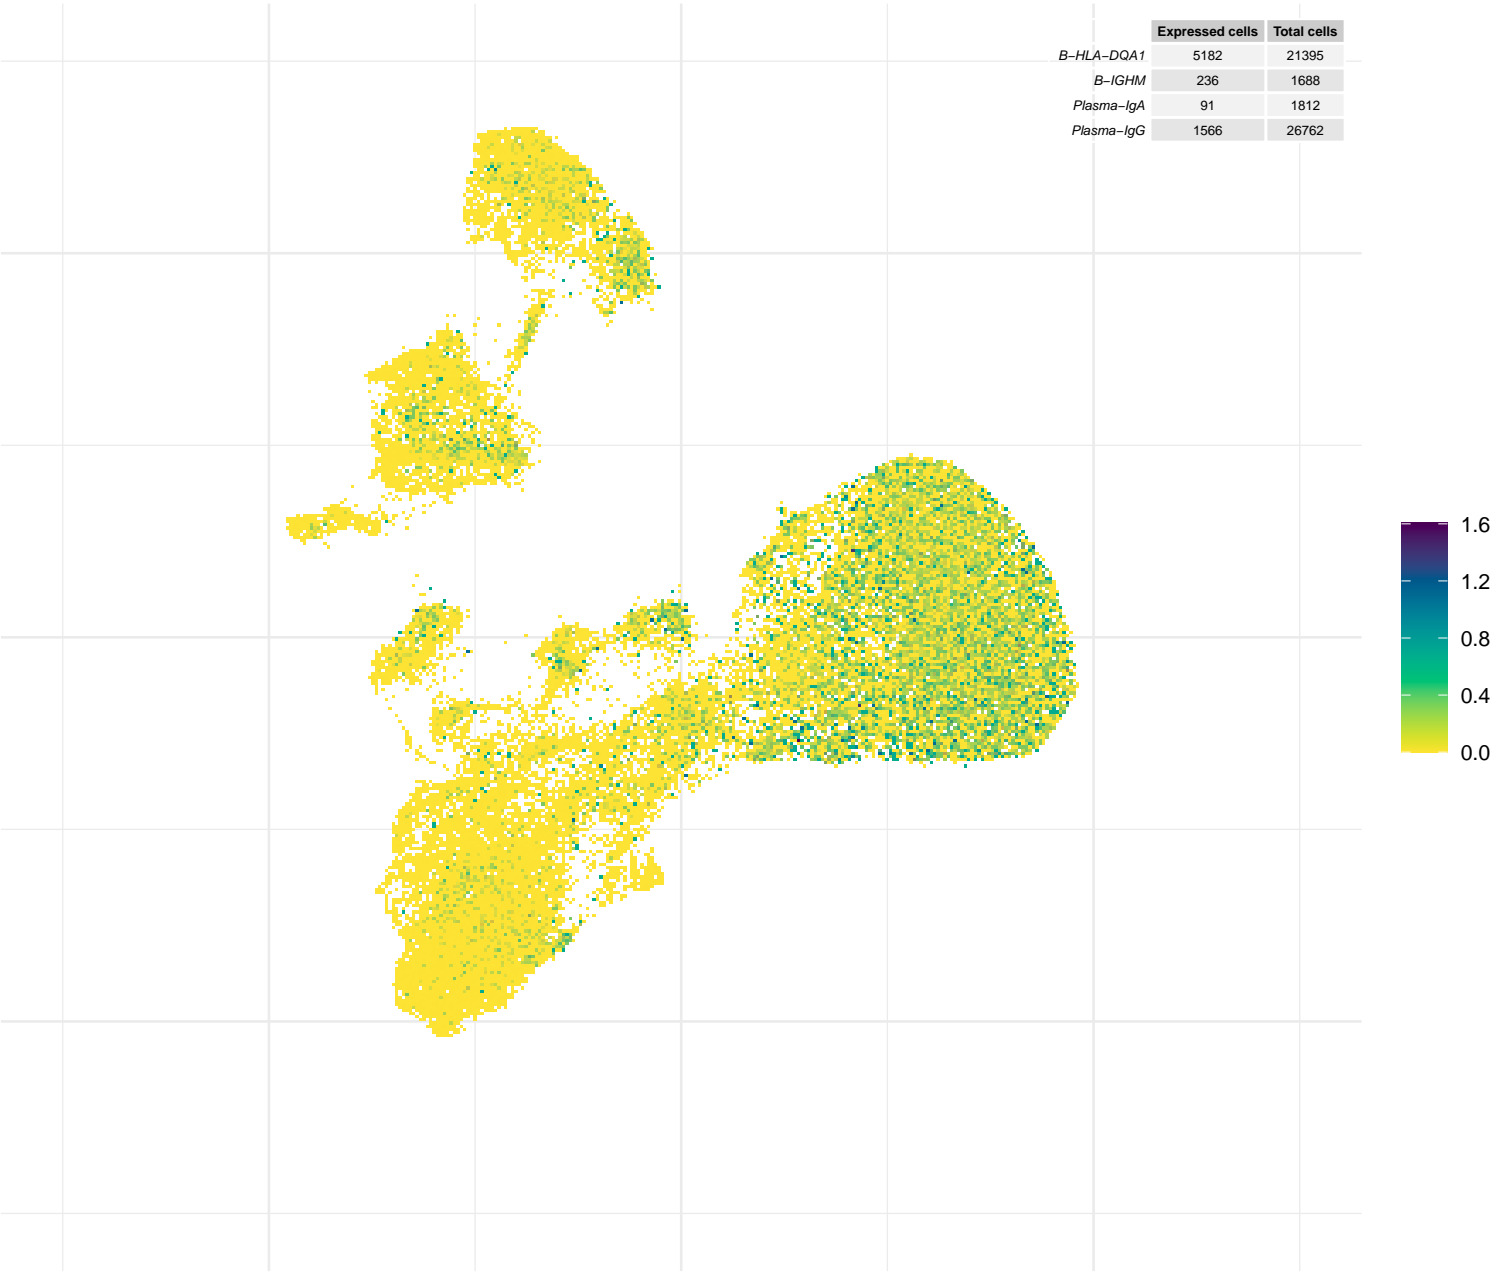 Expressed cells Total cells
B–HLA–DQA1 5182 21395
B–IGHM 236 1688
Plasma–IgA 91 1812
Plasma–IgG 1566 26762
1.6
1.2
0.8
0.4
0.0